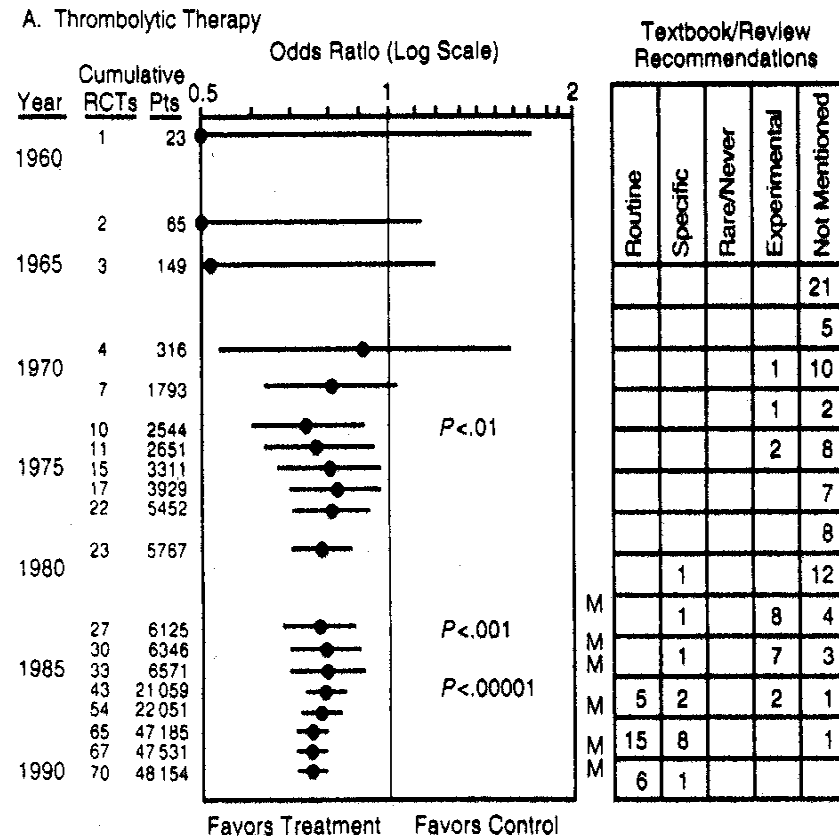 A. Thrombolytic Therapy
Odds Ratio (Log Scale)
Textbook/Review
Recommendations
Cumulative
Year RCTs Pts 0.5 1 2
Routine Specific Rare/Never Experimental Not Mentioned
1 23
1960
2 65
1965 3 149
21
5
4 316
1970 1 10
7 1793
1 2
10 2544 P<.01
11 2651 2 8
1975 15 3311
17 3929 7
22 5452
8
23 5767
1980 1 12
M
1 8 4
27 6125 P<.001
30 6346 M
1 7 3
1985 33 6571 M
43 21 059 P<.00001
5 2 2 1
54 22 051 M
65 47 185
M 15 8 1
67 47 531
1990 70 48 154 M
6 1
Favors Treatment Favors Control